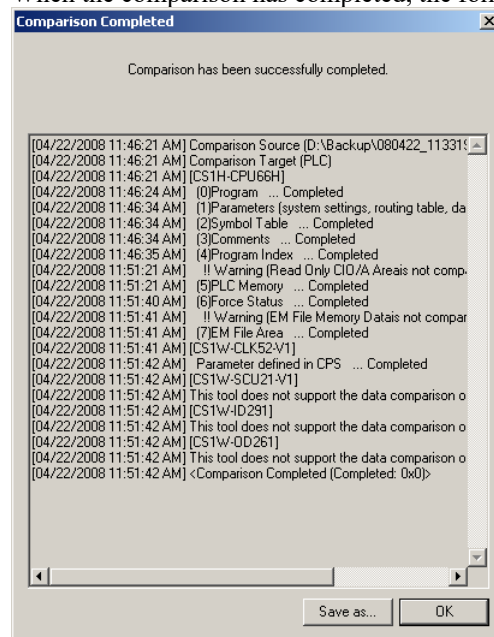 When the comparison has completed, the
Comparison Completed
Comparison has been successfully completed.
[04/22/2008 11:46:21 AM] Comparison Source (D:\Backup\080422_11331
[04/22/2008 11:46:21 AM] Comparison Target (PLC)
[04/22/2008 11:46:21 AM] [CS1H-CPU66H]
[04/22/2008 11:46:24 AM] (0)Program ... Completed
[04/22/2008 11:46:34 AM] (1)Parameters (system settings, routing table, da
[04/22/2008 11:46:34 AM] (2)Symbol Table ... Completed
[04/22/2008 11:46:34 AM] (3)Comments ... Completed
[04/22/2008 11:46:35 AM] (4)Program Index ... Completed
[04/22/2008 11:51:21 AM] !! Warning (Read Only CIO/A Areais not comp
[04/22/2008 11:51:21 AM] (5)PLC Memory ... Completed
[04/22/2008 11:51:40 AM] (6)Force Status ... Completed
[04/22/2008 11:51:41 AM] !! Warning (EM File Memory Datais not compar
[04/22/2008 11:51:41 AM] (7)EM File Area ... Completed
[04/22/2008 11:51:41 AM] [CS1W-CLK52-V1]
[04/22/2008 11:51:42 AM] Parameter defined in CPS ... Completed
[04/22/2008 11:51:42 AM] [CS1W-SCU21-V1]
[04/22/2008 11:51:42 AM] This tool does not support the data comparison o
[04/22/2008 11:51:42 AM] [CS1W-ID291]
[04/22/2008 11:51:42 AM] This tool does not support the data comparison o
[04/22/2008 11:51:42 AM] [CS1W-OD261]
[04/22/2008 11:51:42 AM] This tool does not support the data comparison o
[04/22/2008 11:51:42 AM] <Comparison Completed (Completed: 0x0)>
Save as... OK